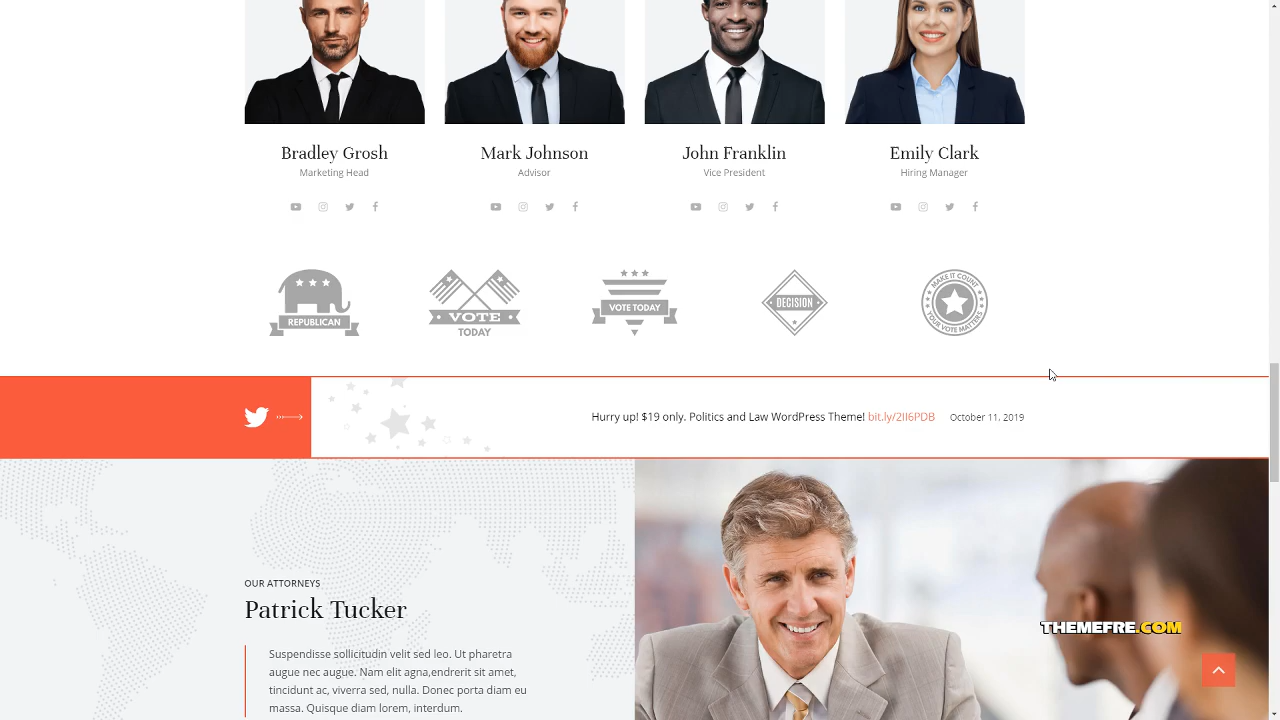 Bradley Grosh
Marketing Head
Mark Johnson
Advisor
John Franklin
Vice President
Emily Clark
Hiring Manager
REPUBLICAN
VOTE
TODAY
VOTE TODAY
DECISION
MAKE IT COUNT
YOUR VOTE MATTERS
Hurry up! $19 only. Politics and Law WordPress Theme! bit.ly/2II6PDB October 11, 2019
OUR ATTORNEYS
Patrick Tucker
Suspendisse sollicitudin velit sed leo. Ut pharetra
augue nec augue. Nam elit agna,endrerit sit amet,
tincidunt ac, viverra sed, nulla. Donec porta diam eu
massa. Quisque diam lorem, interdum.
THEMEFRE.COM